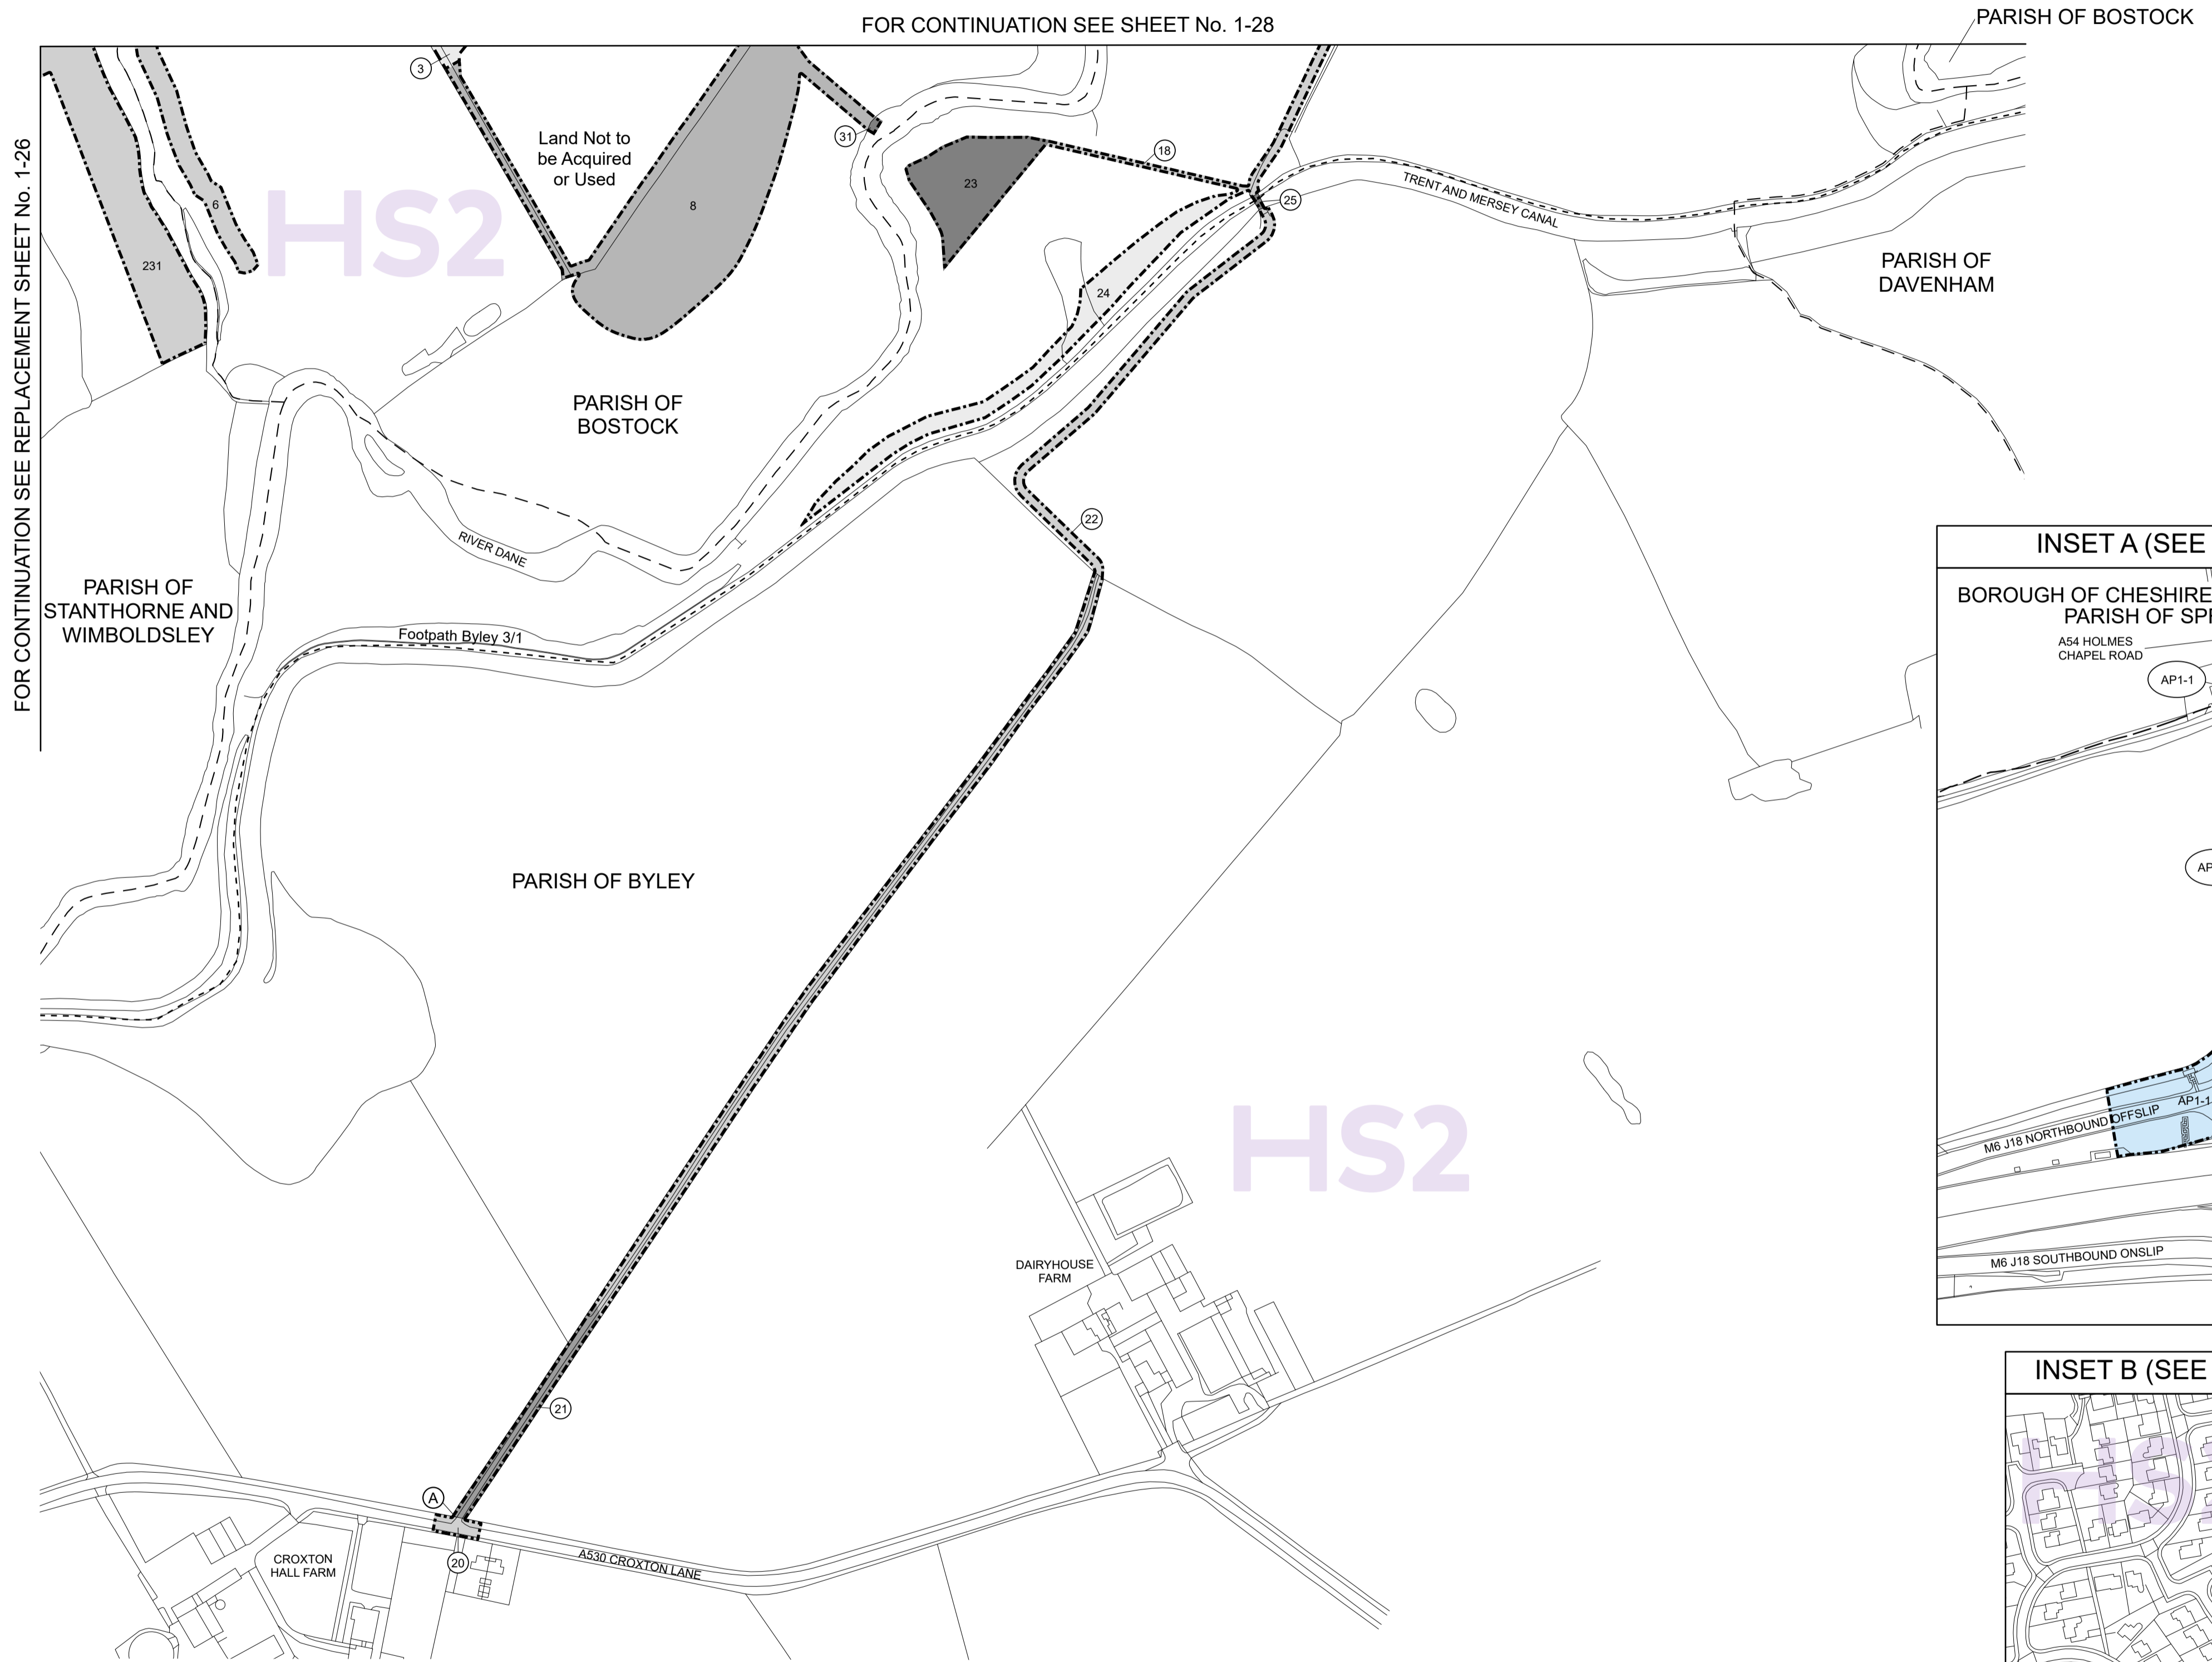 FOR CONTINUATION SEE SHEET No. 1-28
PARISH OF BOSTOCK
FOR CONTINUATION SEE REPLACEMENT SHEET No. 1-26
3
Land Not to
be Acquired
or Used
31
18
23
6
8
HS2
25
TRENT AND MERSEY CANAL
231
24
PARISH OF
DAVENHAM
PARISH OF
BOSTOCK
22
RIVER DANE
INSET A (SEE
PARISH OF
STANTHORNE AND
WIMBOLDSLEY
BOROUGH OF CHESHIRE
Footpath Byley 3/1
A54 HOLMES
CHAPEL ROAD
AP1-1
PARISH OF BYLEY
HS2
AP1-1
M6 J18 NORTHBOUND OFFSLIP
M6 J18 SOUTHBOUND ONSLIP
DAIRYHOUSE
FARM
INSET B (SEE
21
A
20
CROXTON
HALL FARM
A530 CROXTON LANE